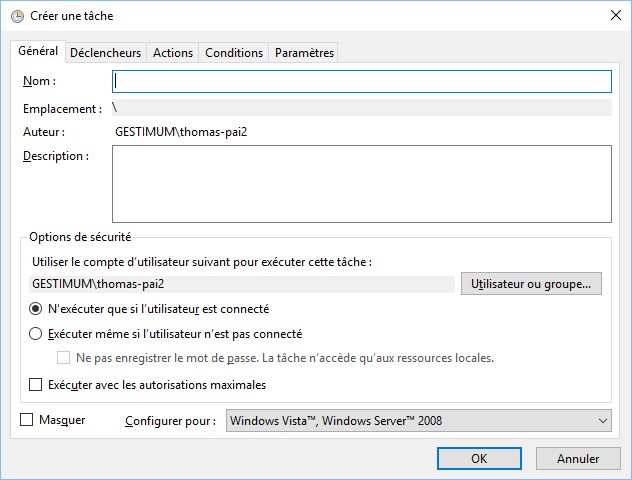 Créer une tâche
Général Déclencheurs Actions Conditions Paramètres
Nom :
Emplacement : \
Auteur : GESTIMUM\thomas-pai2
Description :
Options de sécurité
Utiliser le compte d'utilisateur suivant pour exécuter cette tâche :
GESTIMUM\thomas-pai2 Utilisateur ou groupe...
N'exécuter que si l'utilisateur est connecté
Exécuter même si l'utilisateur n'est pas connecté
Ne pas enregistrer le mot de passe. La tâche n'accède qu'aux ressources locales.
Exécuter avec les autorisations maximales
Masquer Configurer pour : Windows Vista™, Windows Server™ 2008
OK Annuler